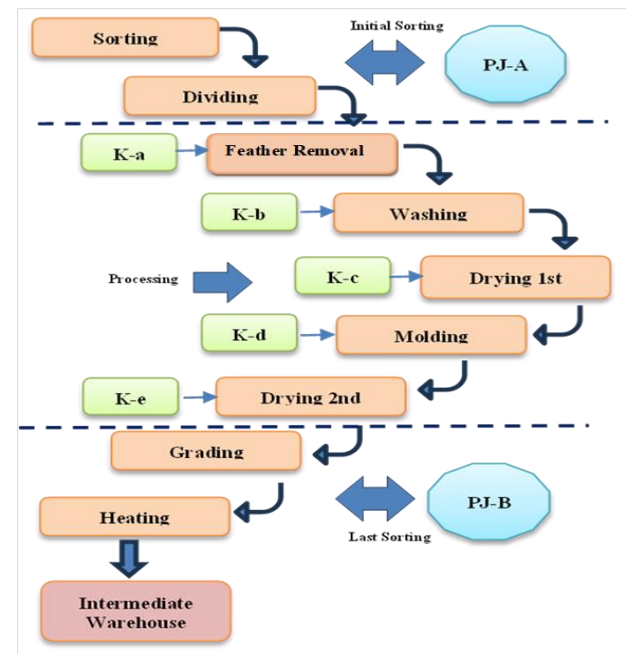 Sorting
Initial Sorting
PJ-A
Dividing
K-a
Feather Removal
K-b
Washing
Processing
K-c
Drying 1st
K-d
Molding
K-e
Drying 2nd
Grading
PJ-B
Heating
Last Sorting
Intermediate
Warehouse